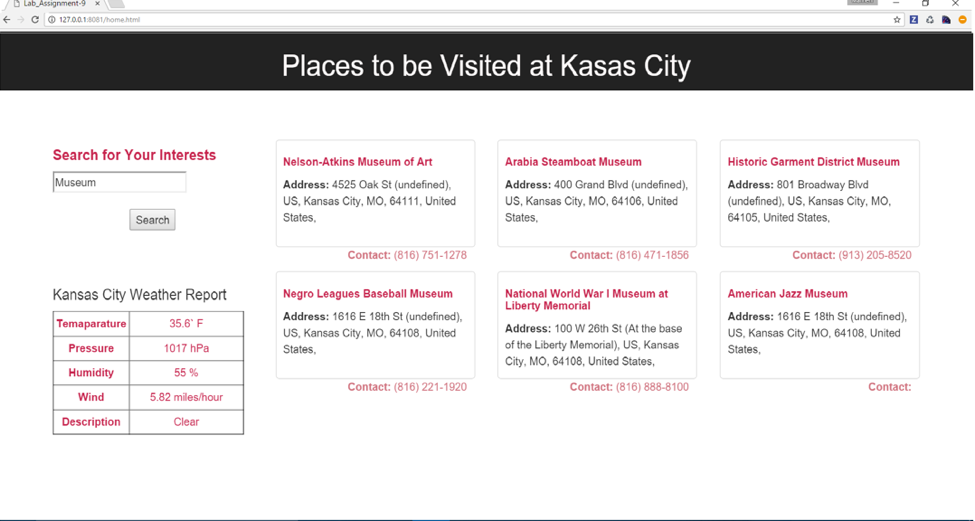 Lab_Assignment-9
127.0.0.1:8081/home.html
Places to be Visited at Kasas City
Search for Your Interests
Museum
Search
Kansas City Weather Report
Temaparature 35.6` F
Pressure 1017 hPa
Humidity 55 %
Wind 5.82 miles/hour
Description Clear
Nelson-Atkins Museum of Art
Address: 4525 Oak St (undefined),
US, Kansas City, MO, 64111, United
States,
Contact: (816) 751-1278
Arabia Steamboat Museum
Address: 400 Grand Blvd (undefined),
US, Kansas City, MO, 64106, United
States,
Contact: (816) 471-1856
Historic Garment District Museum
Address: 801 Broadway Blvd
(undefined), US, Kansas City, MO,
64105, United States,
Contact: (913) 205-8520
Negro Leagues Baseball Museum
Address: 1616 E 18th St (undefined),
US, Kansas City, MO, 64108, United
States,
Contact: (816) 221-1920
National World War I Museum at
Liberty Memorial
Address: 100 W 26th St (At the base
of the Liberty Memorial), US, Kansas
City, MO, 64108, United States,
Contact: (816) 888-8100
American Jazz Museum
Address: 1616 E 18th St (undefined),
US, Kansas City, MO, 64108, United
States,
Contact: